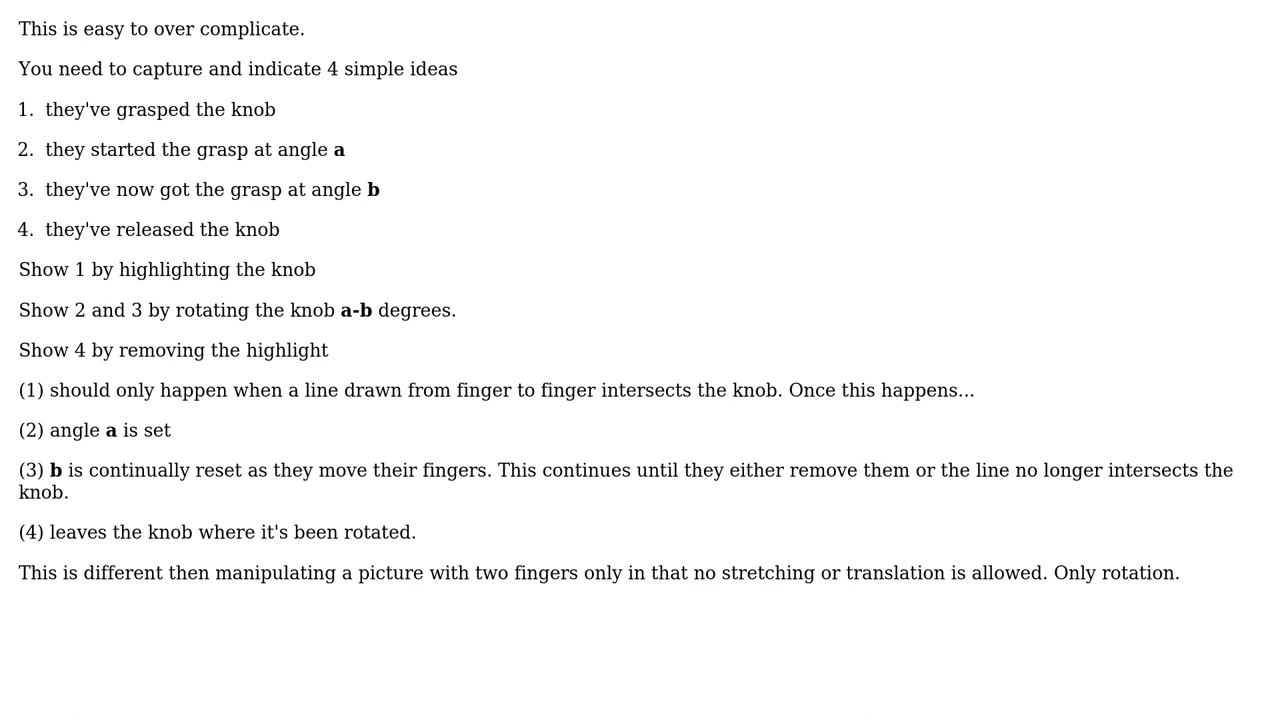 This is easy to over complicate.
You need to capture and indicate 4 simple ideas
1. they've grasped the knob
2. they started the grasp at angle a
3. they've now got the grasp at angle b
4. they've released the knob
Show 1 by highlighting the knob
Show 2 and 3 by rotating the knob a-b degrees.
Show 4 by removing the highlight
(1) should only happen when a line drawn from finger to finger intersects the knob. Once this happens...
(2) angle a is set
(3) b is continually reset as they move their fingers. This continues until they either remove them or the line no longer intersects the
knob.
(4) leaves the knob where it's been rotated.
This is different then manipulating a picture with two fingers only in that no stretching or translation is allowed. Only rotation.